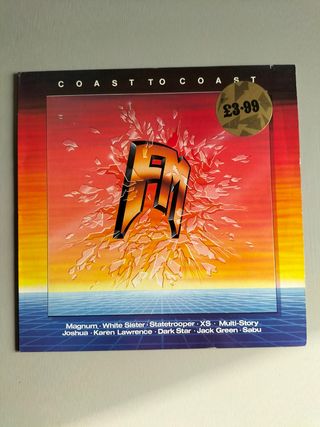 COAST TO COAST
£3.99
FM
Magnum · White Sister · Statetrooper · XS · Multi-Story
Joshua · Karen Lawrence · Dark Star · Jack Green · Sabu